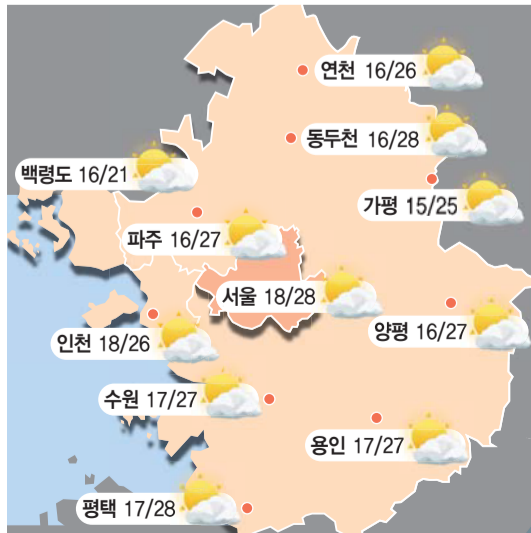 연천 16/26
동두천 16/28
백령도 16/21
가평 15/25
파주 16/27
서울 18/28
양평 16/27
인천 18/26
수원 17/27
용인 17/27
평택 17/28